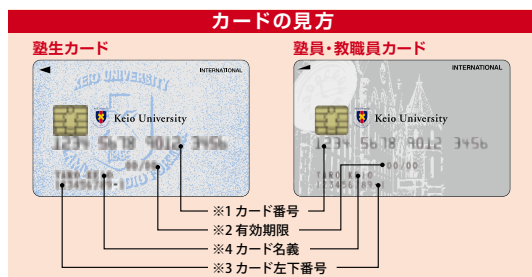 カードの見方
塾生カード
塾員・教職員カード
INTERNATIONAL
KEIO UNIVERSITY
Keio University
1234 5678 9012 3456
00/00
TARO KEIO
123456789-1
INTERNATIONAL
Keio University
1234 5678 9012 3456
00/00
TARO KEIO
123456789-1
※1 カード番号
※2 有効期限
※4 カード名義
※3 カード左下番号